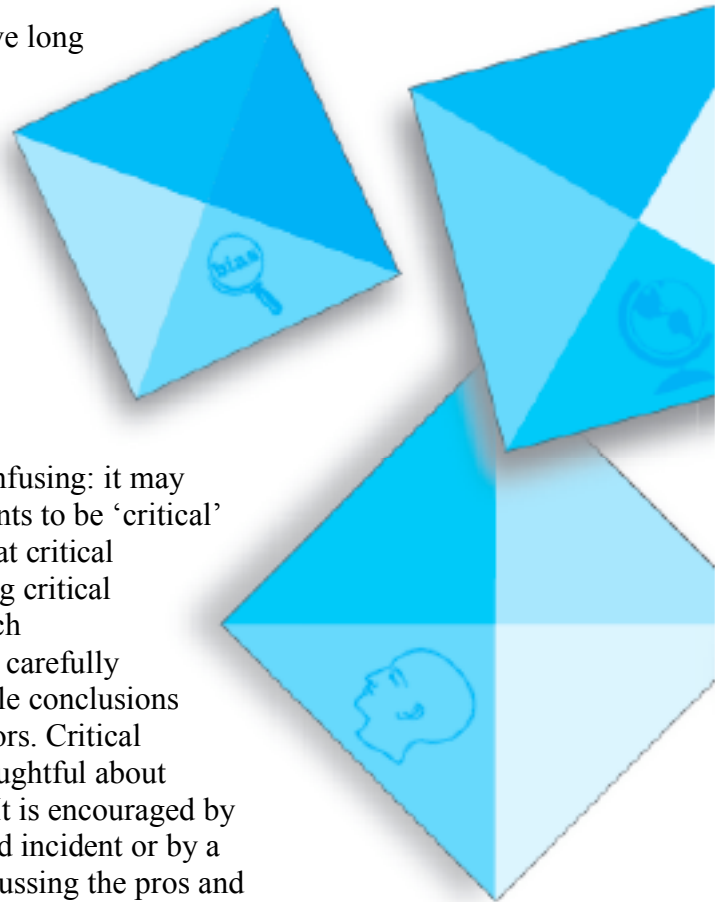 ve long
bias
nfusing: it may
nts to be ‘critical’
at critical
g critical
ch
carefully
le conclusions
ors. Critical
ughtful about
It is encouraged by
d incident or by a
ussing the pros and